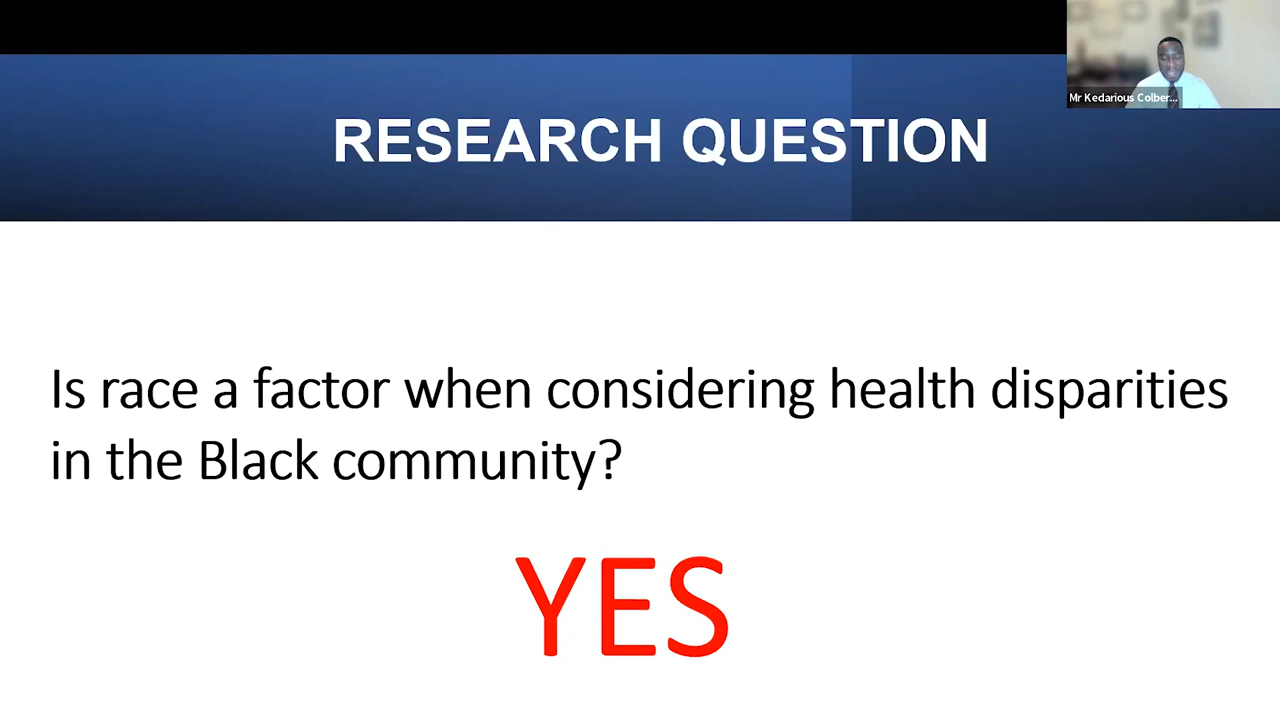 Mr Kedarious Colber...
RESEARCH QUESTION
Is race a factor when considering health disparities
in the Black community?
YES